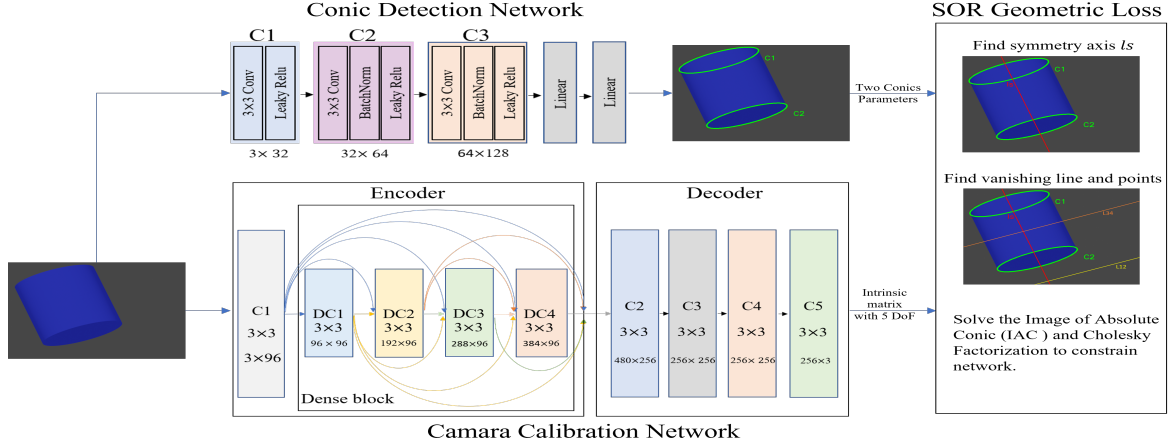 Conic Detection Network
C1
3×3 Conv
Leaky Relu
3× 32
C2
3×3 Conv
BatchNorm
Leaky Relu
32× 64
C3
3×3 Conv
BatchNorm
Leaky Relu
64×128
Linear
Linear
C1
C2
Two Conics
Parameters
SOR Geometric Loss
Find symmetry axis ls
C1
C2
Find vanishing line and points
C1
L34
C2
L12
Solve the Image of Absolute
Conic (IAC ) and Cholesky
Factorization to constrain
network.
Encoder
C1
3×3
3×96
DC1
3×3
96 × 96
DC2
3×3
192×96
DC3
3×3
288×96
DC4
3×3
384×96
Dense block
Decoder
C2
3×3
480×256
C3
3×3
256× 256
C4
3×3
256× 256
C5
3×3
256×3
Intrinsic
matrix
with 5 DoF
Camara Calibration Network